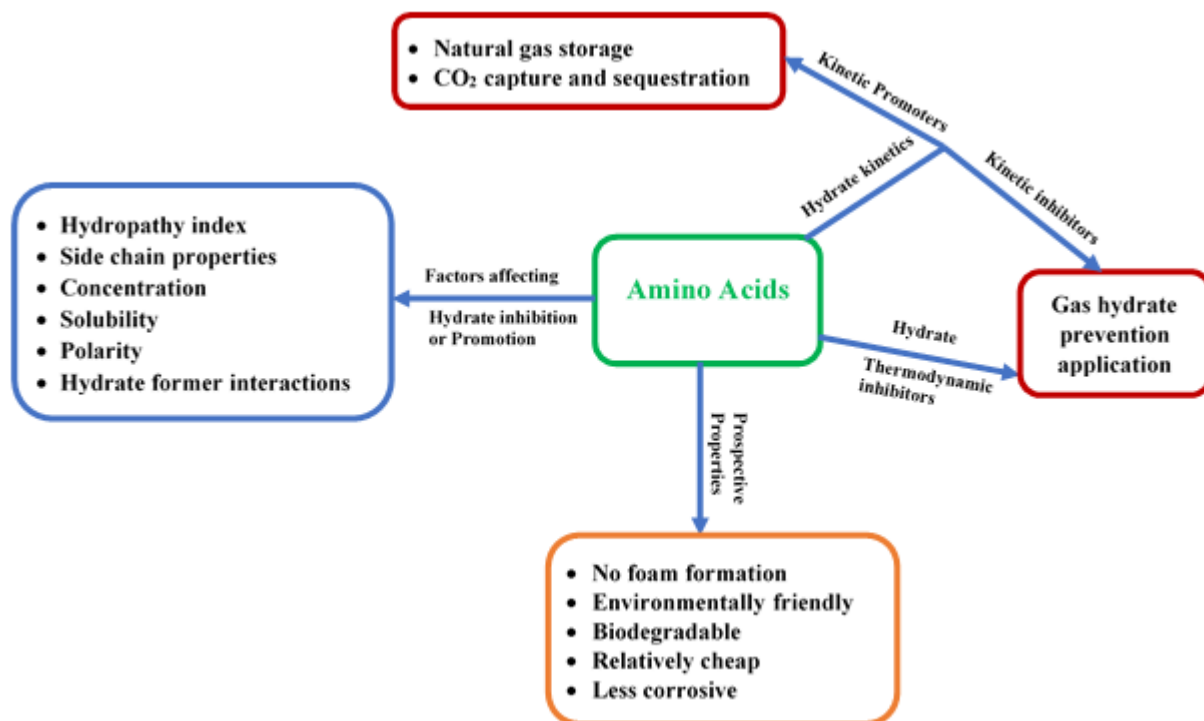 • Natural gas storage
• CO₂ capture and sequestration
Kinetic Promoters
Hydrate kinetics
Kinetic inhibitors
• Hydropathy index
• Side chain properties
• Concentration
• Solubility
• Polarity
• Hydrate former interactions
Factors affecting
Hydrate inhibition
or Promotion
Amino Acids
Hydrate
Thermodynamic
inhibitors
Gas hydrate
prevention
application
Prospective
Properties
• No foam formation
• Environmentally friendly
• Biodegradable
• Relatively cheap
• Less corrosive